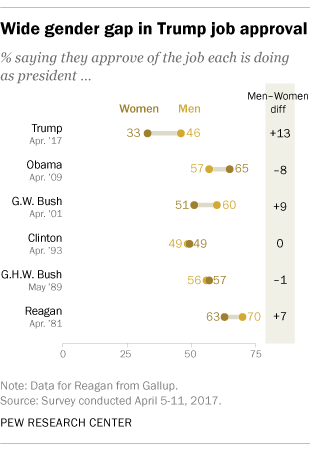 Wide gender gap in Trump job approval
% saying they approve of the job each is doing
as president ...
Men–Women
diff
Women Men
Trump 33 46 +13
Apr. '17
Obama 57 65 –8
Apr. '09
G.W. Bush 51 60 +9
Apr. '01
Clinton 49 49 0
Apr. '93
G.H.W. Bush 56 57 –1
May '89
Reagan 63 70 +7
Apr. '81
0 25 50 75
Note: Data for Reagan from Gallup.
Source: Survey conducted April 5-11, 2017.
PEW RESEARCH CENTER